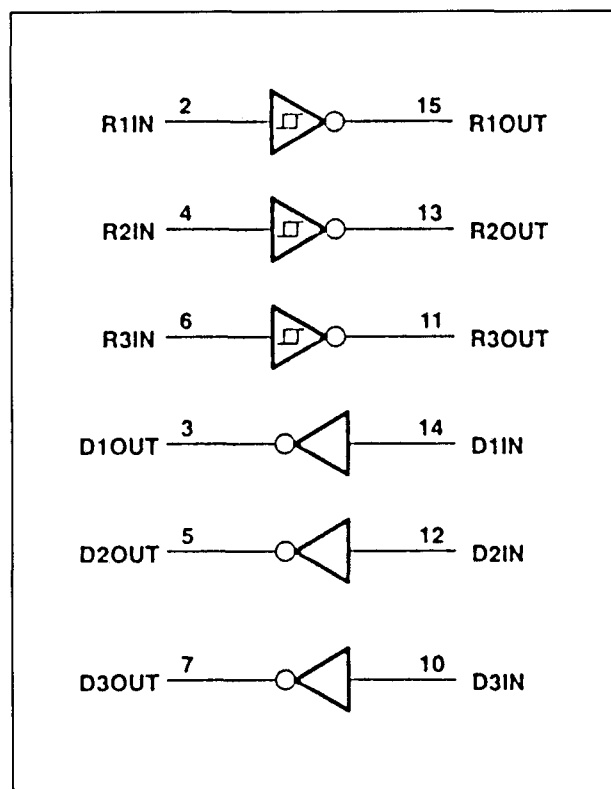 R1IN 2 15 R1OUT
R2IN 4 13 R2OUT
R3IN 6 11 R3OUT
D1OUT 3 14 D1IN
D2OUT 5 12 D2IN
D3OUT 7 10 D3IN